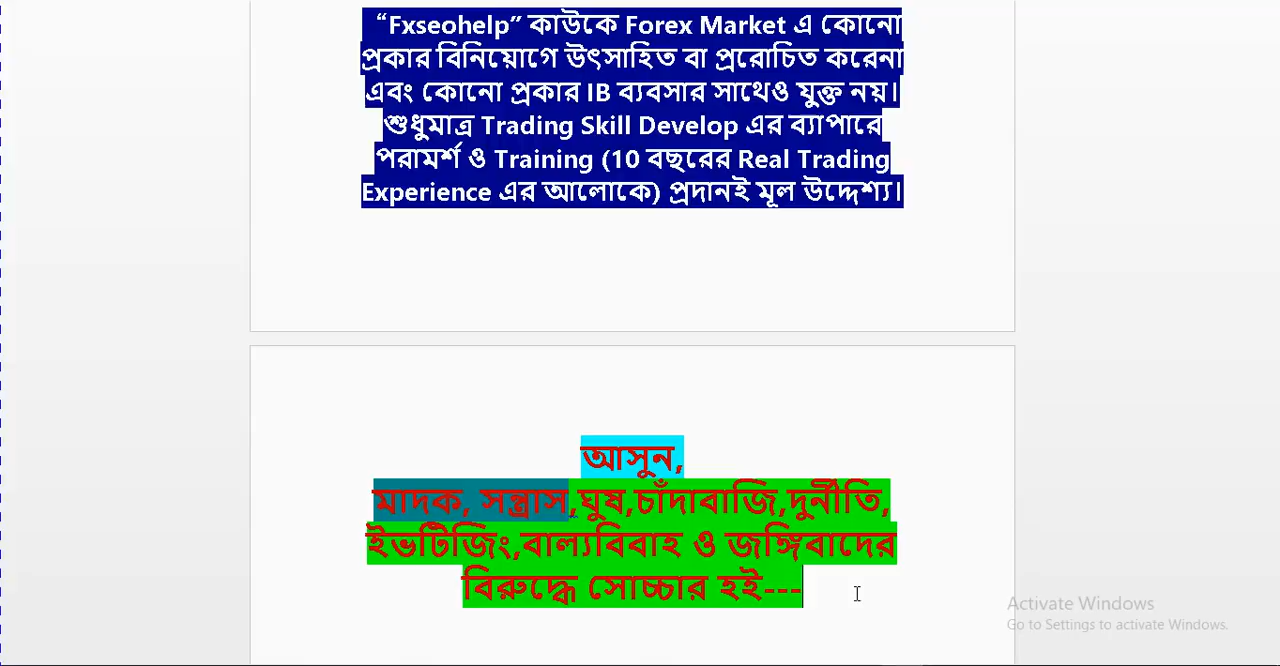 “Fxseohelp” কাউকে Forex Market এ কোনো
প্রকার বিনিয়োগে উৎসাহিত বা প্ররোচিত করেনা
এবং কোনো প্রকার IB ব্যবসার সাথেও যুক্ত নয়।
শুধুমাত্র Trading Skill Develop এর ব্যাপারে
পরামর্শ ও Training (10 বছরের Real Trading
Experience এর আলোকে) প্রদানই মূল উদ্দেশ্য।
আসুন,
মাদক, সন্ত্রাস,ঘুষ,চাঁদাবাজি,দুর্নীতি,
ইভটিজিং,বাল্যবিবাহ ও জঙ্গিবাদের
বিরুদ্ধে সোচ্চার হই---
Activate Windows
Go to Settings to activate Windows.